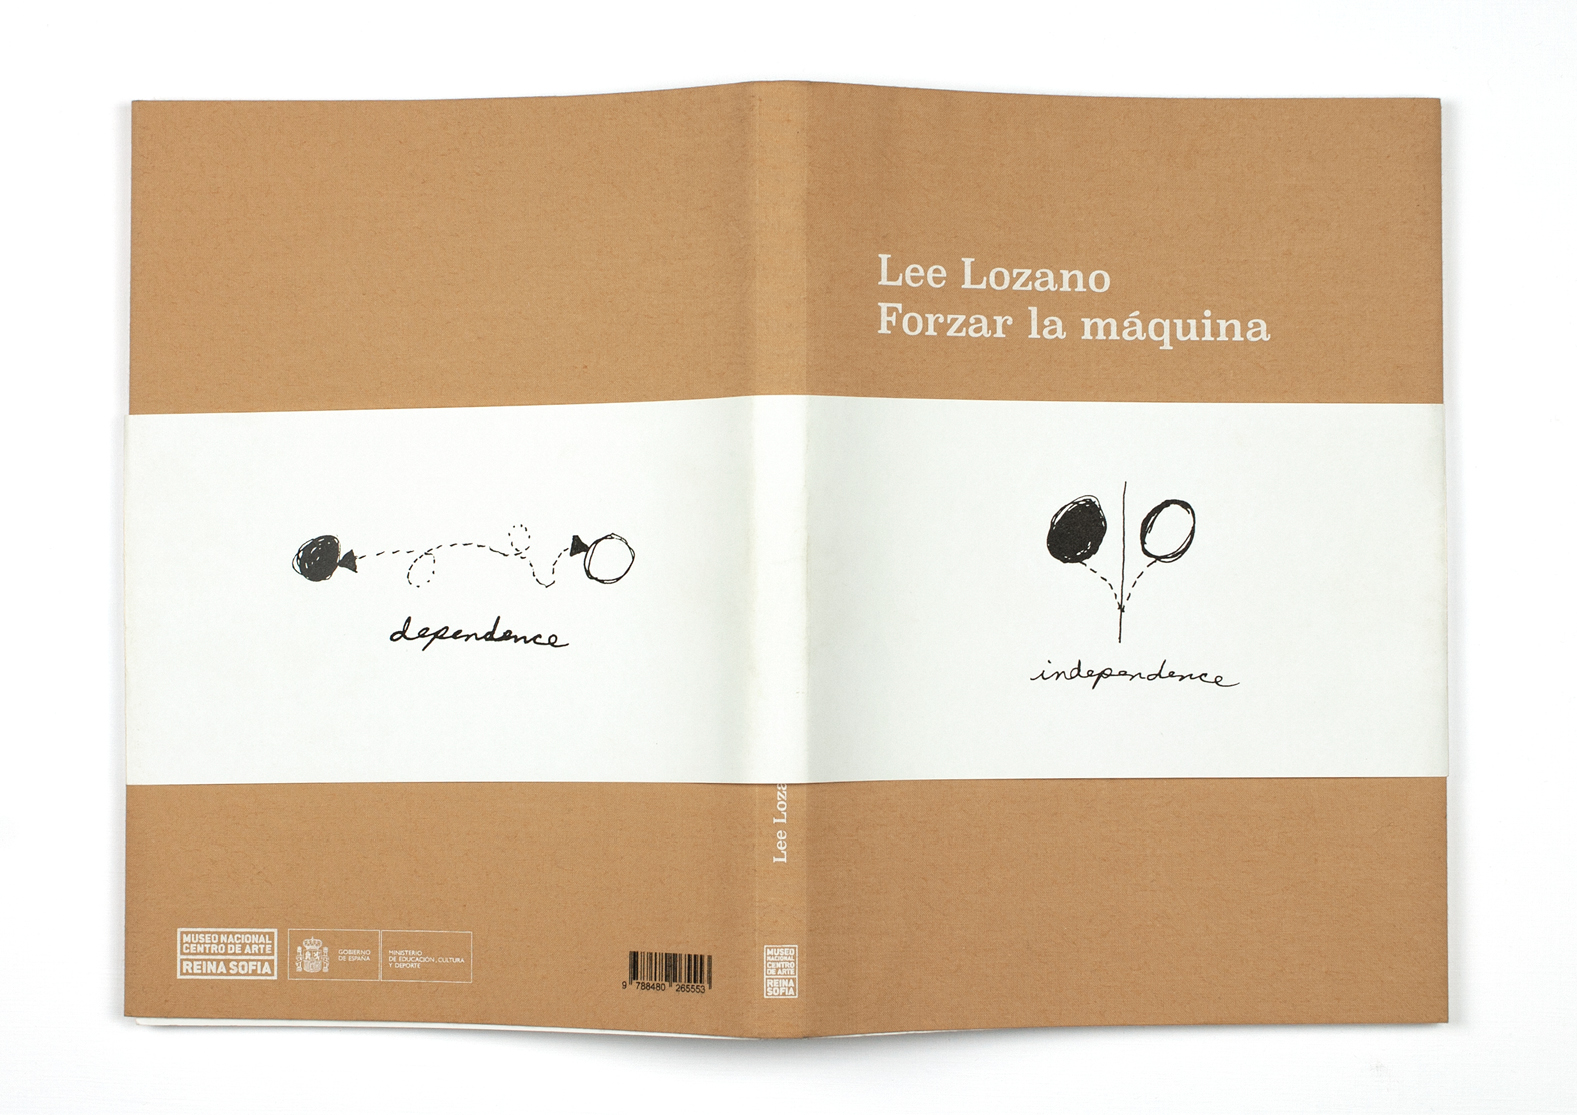 Lee Lozano
Forzar la máquina
dependence
independence
Lee Loza
MUSEO NACIONAL
CENTRO DE ARTE
REINA SOFIA
GOBIERNO
DE ESPAÑA
MINISTERIO
DE EDUCACIÓN, CULTURA
Y DEPORTE
9 788480 265553
MUSEO
NACIONAL
CENTRO
DE ARTE
REINA
SOFIA